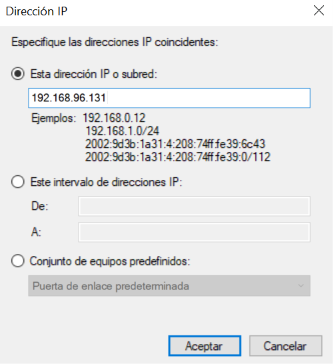 Dirección IP
Especifique las direcciones IP coincidentes:
Esta dirección IP o subred:
192.168.96.131
Ejemplos: 192.168.0.12
192.168.1.0/24
2002:9d3b:1a31:4:208:74ff:fe39:6c43
2002:9d3b:1a31:4:208:74ff:fe39:0/112
Este intervalo de direcciones IP:
De:
A:
Conjunto de equipos predefinidos:
Puerta de enlace predeterminada
Aceptar Cancelar